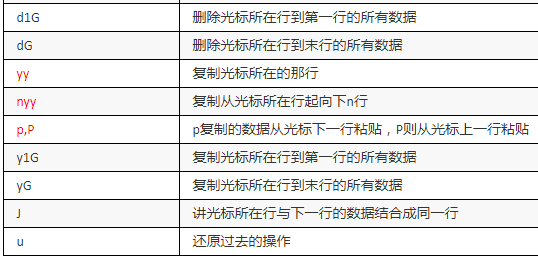 d1G 删除光标所在行到第一行的所有数据
dG 删除光标所在行到末行的所有数据
yy 复制光标所在的那行
nyy 复制从光标所在行起向下n行
p,P p复制的数据从光标下一行粘贴，P则从光标上一行粘贴
y1G 复制光标所在行到第一行的所有数据
yG 复制光标所在行到末行的所有数据
J 讲光标所在行与下一行的数据结合成同一行
u 还原过去的操作